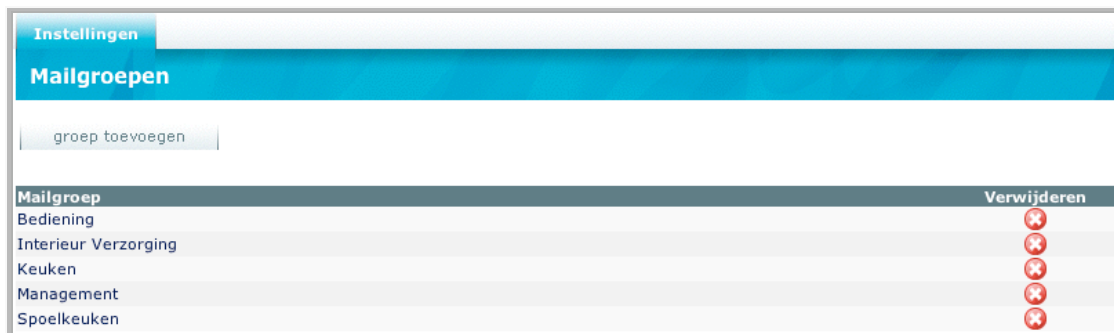 Instellingen
Mailgroepen
groep toevoegen
Mailgroep Verwijderen
Bediening
Interieur Verzorging
Keuken
Management
Spoelkeuken